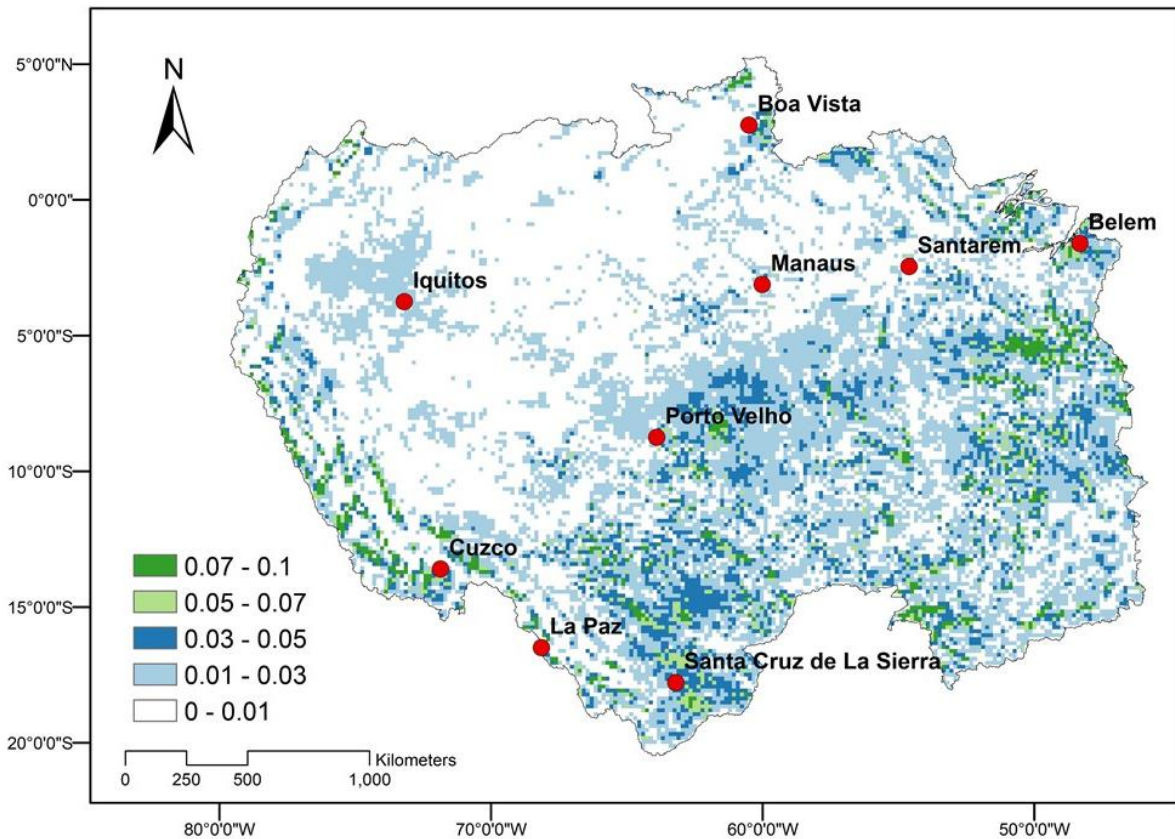 N
5°0'0"N
0°0'0"
5°0'0"S
10°0'0"S
15°0'0"S
20°0'0"S
Boa Vista
Belem
Santarem
Manaus
Iquitos
Porto Velho
Cuzco
La Paz
Santa Cruz de La Sierra
0.07 - 0.1
0.05 - 0.07
0.03 - 0.05
0.01 - 0.03
0 - 0.01
Kilometers
0 250 500 1,000
80°0'0"W 70°0'0"W 60°0'0"W 50°0'0"W